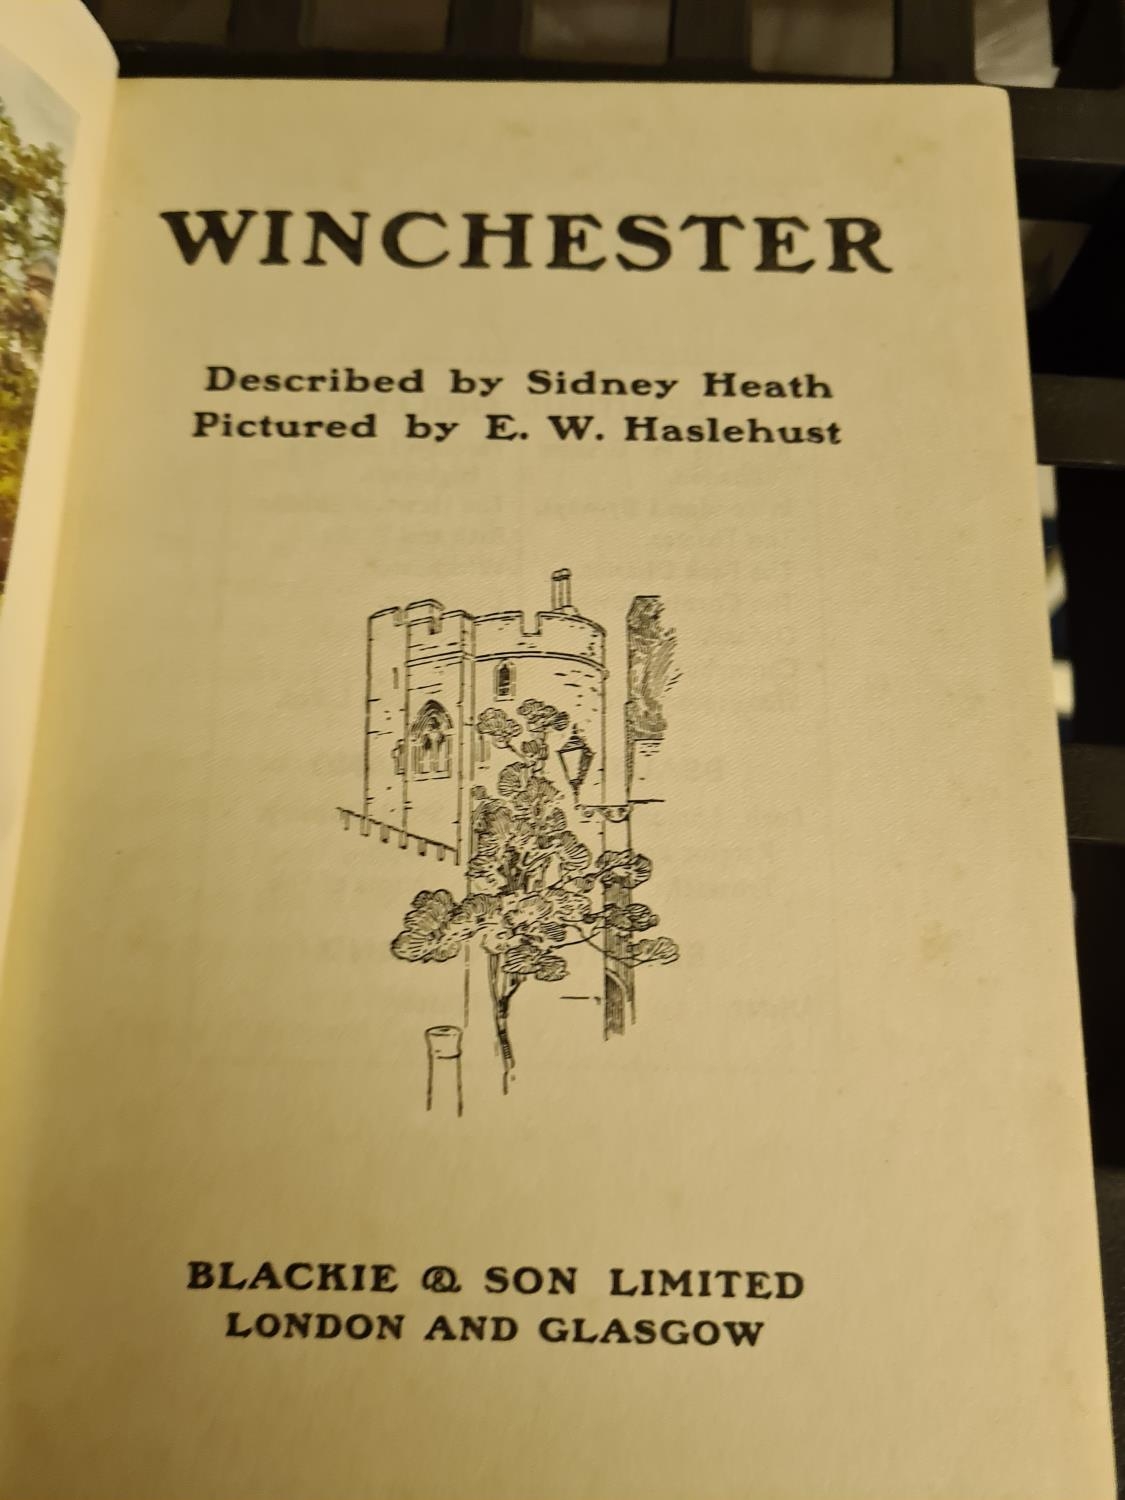 WINCHESTER
Described by Sidney Heath
Pictured by E. W. Haslehust
BLACKIE & SON LIMITED
LONDON AND GLASGOW